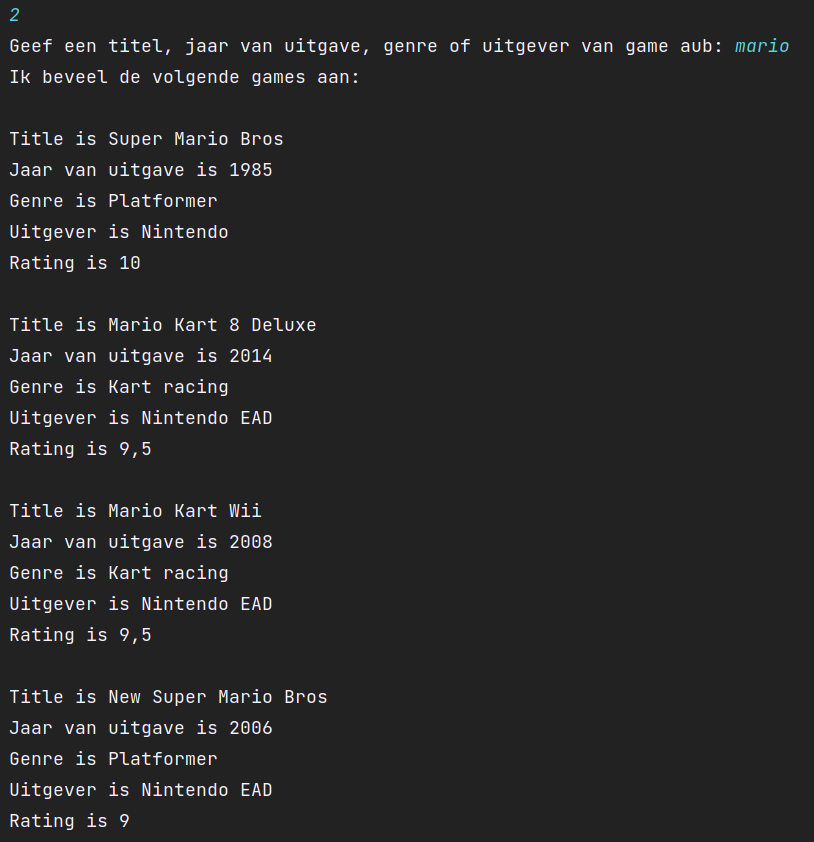 2
Geef een titel, jaar van uitgave, genre of uitgever van game aub: mario
Ik beveel de volgende games aan:
Title is Super Mario Bros
Jaar van uitgave is 1985
Genre is Platformer
Uitgever is Nintendo
Rating is 10
Title is Mario Kart 8 Deluxe
Jaar van uitgave is 2014
Genre is Kart racing
Uitgever is Nintendo EAD
Rating is 9,5
Title is Mario Kart Wii
Jaar van uitgave is 2008
Genre is Kart racing
Uitgever is Nintendo EAD
Rating is 9,5
Title is New Super Mario Bros
Jaar van uitgave is 2006
Genre is Platformer
Uitgever is Nintendo EAD
Rating is 9